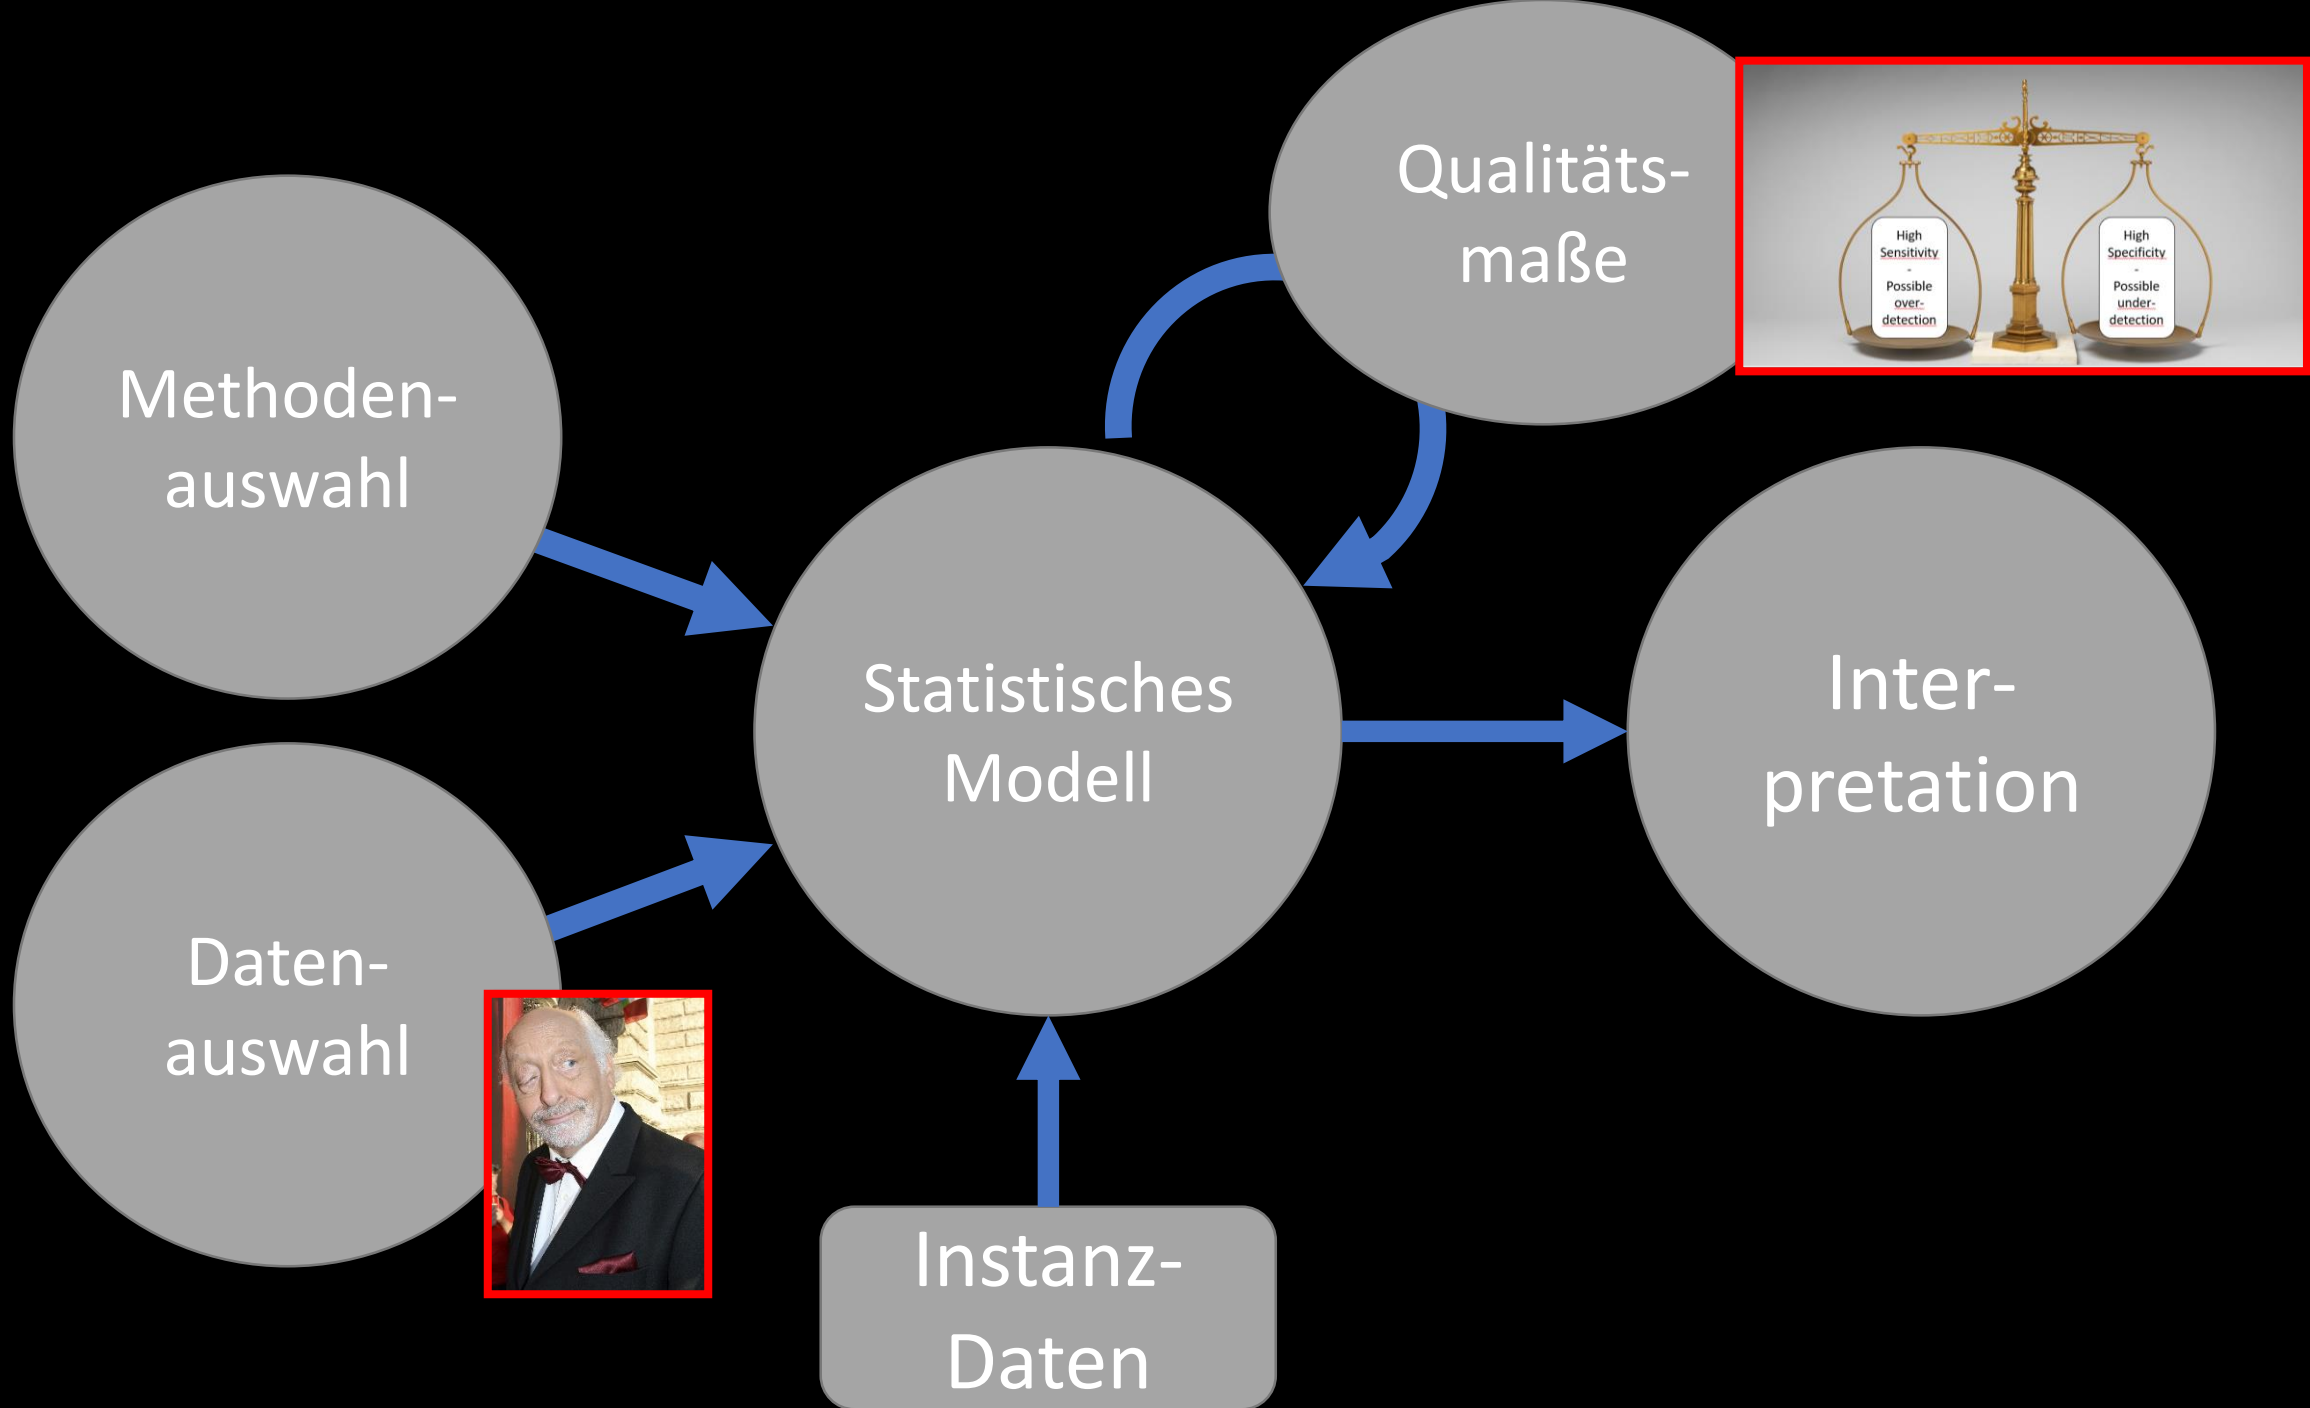 Qualitäts-
maße
High
Sensitivity
-
Possible
over-
detection
High
Specificity
-
Possible
under-
detection
Methoden-
auswahl
Statistisches
Modell
Inter-
pretation
Daten-
auswahl
Instanz-
Daten